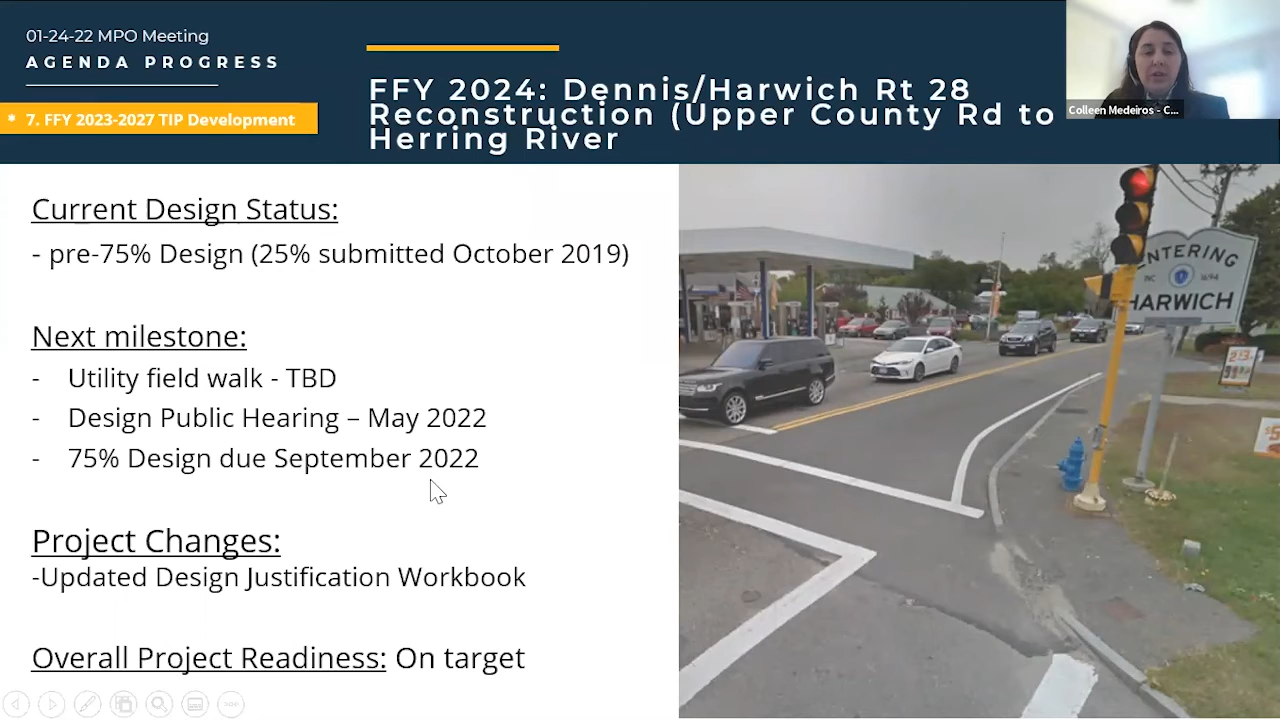 01-24-22 MPO Meeting
AGENDA PROGRESS
* 7. FFY 2023-2027 TIP Development
FFY 2024: Dennis/Harwich Rt 28
Reconstruction (Upper County Rd to
Herring River
Colleen Medeiros - C...
Current Design Status:
- pre-75% Design (25% submitted October 2019)
Next milestone:
- Utility field walk - TBD
- Design Public Hearing – May 2022
- 75% Design due September 2022
Project Changes:
-Updated Design Justification Workbook
Overall Project Readiness: On target
ENTERING
INC 1694
HARWICH